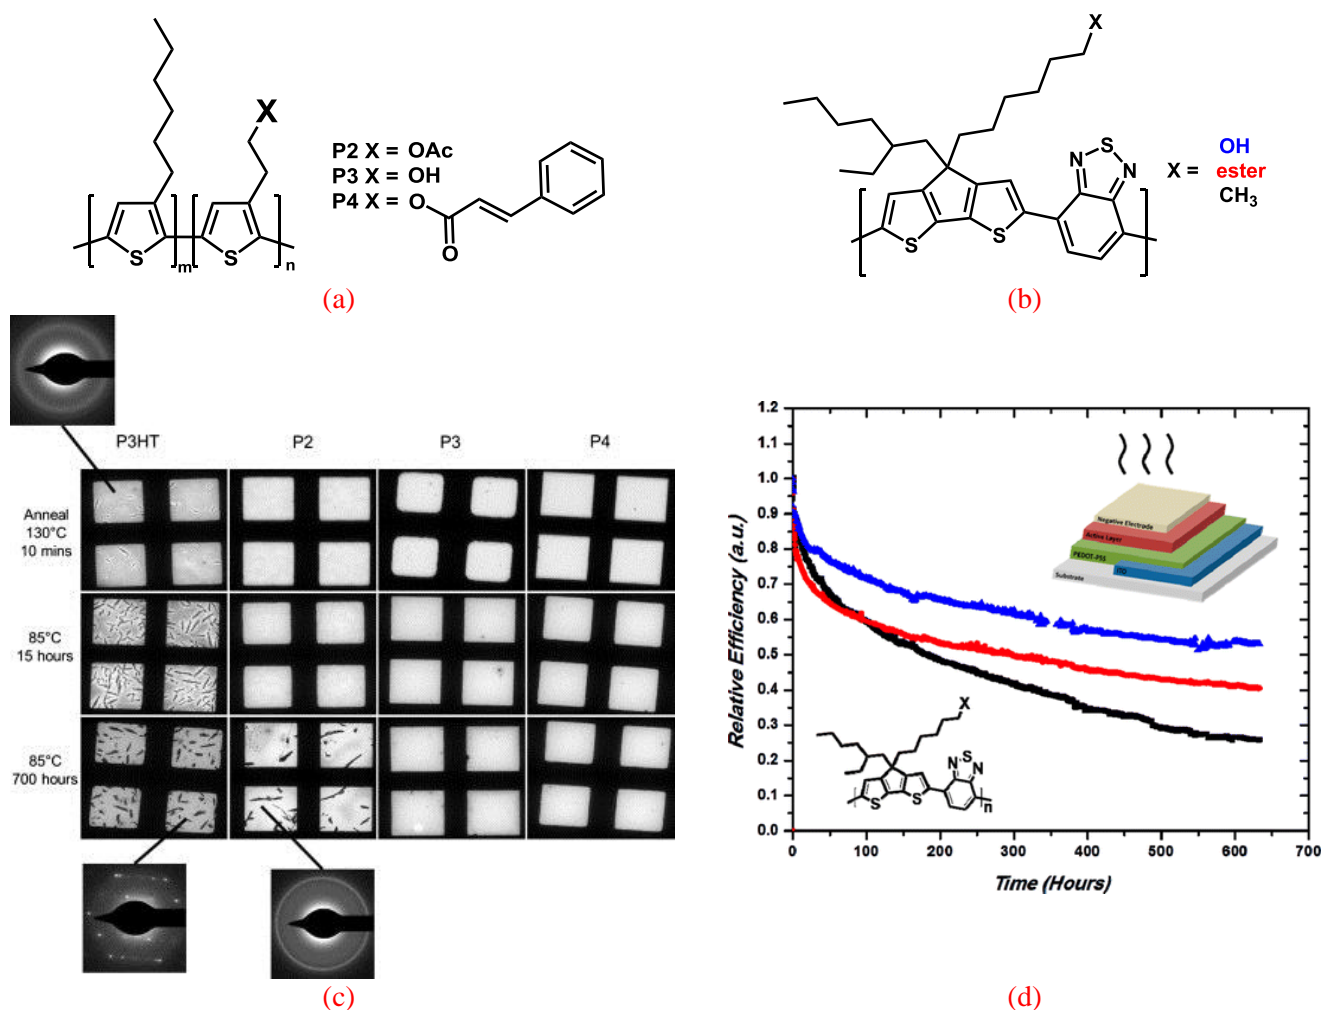 X
S
m
S
n
P2 X = OAc
P3 X = OH
P4 X = O
O
(a)
X
N
S
N
S
S
X =
OH
ester
CH3
(b)
P3HT
P2
P3
P4
Anneal
130°C
10 mins
85°C
15 hours
85°C
700 hours
(c)
Relative Efficiency (a.u.)
1.2
1.1
1.0
0.9
0.8
0.7
0.6
0.5
0.4
0.3
0.2
0.1
0.0
0
100
200
300
400
500
600
700
Time (Hours)
Negative Electrode
Active Layer
PEDOT-PSS
ITO
Substrate
X
N
S
N
S
S
n
(d)